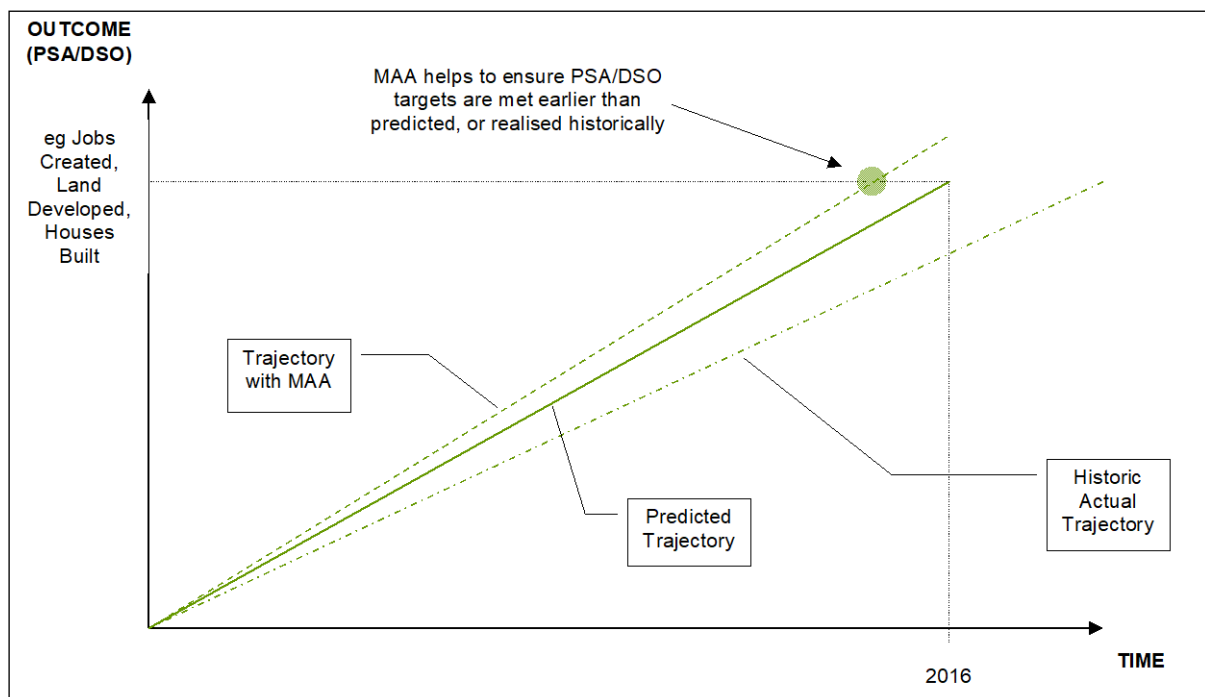 OUTCOME
(PSA/DSO)
MAA helps to ensure PSA/DSO
targets are met earlier than
predicted, or realised historically
eg Jobs
Created,
Land
Developed,
Houses
Built
Trajectory
with MAA
Predicted
Trajectory
Historic
Actual
Trajectory
TIME
2016